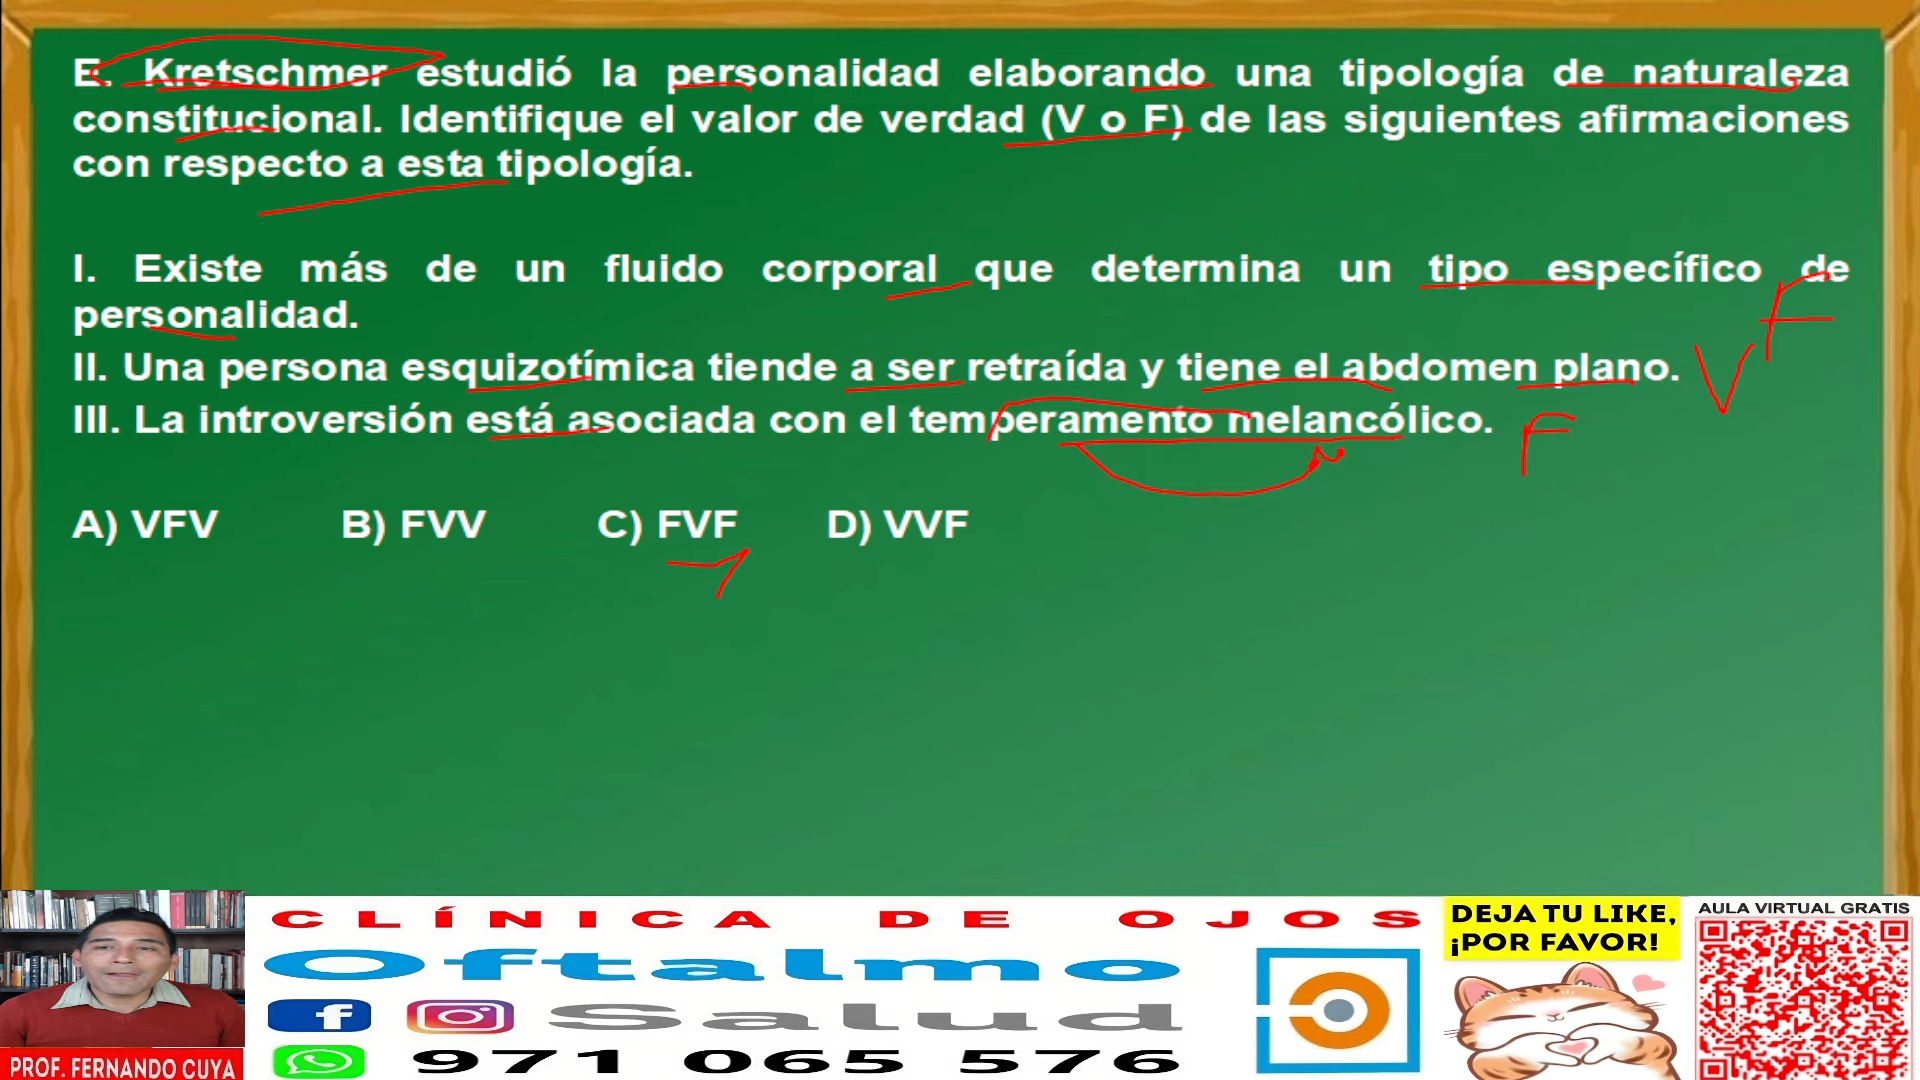 E. Kretschmer estudió la personalidad elaborando una tipología de naturaleza
constitucional. Identifique el valor de verdad (V o F) de las siguientes afirmaciones
con respecto a esta tipología.
I. Existe más de un fluido corporal que determina un tipo específico de
personalidad.
F
II. Una persona esquizotímica tiende a ser retraída y tiene el abdomen plano.
V
III. La introversión está asociada con el temperamento melancólico.
F
A) VFV B) FVV C) FVF D) VVF
CLÍNICA DE OJOS
Oftalmo
Salud
971 065 576
DEJA TU LIKE,
¡POR FAVOR!
AULA VIRTUAL GRATIS
PROF. FERNANDO CUYA